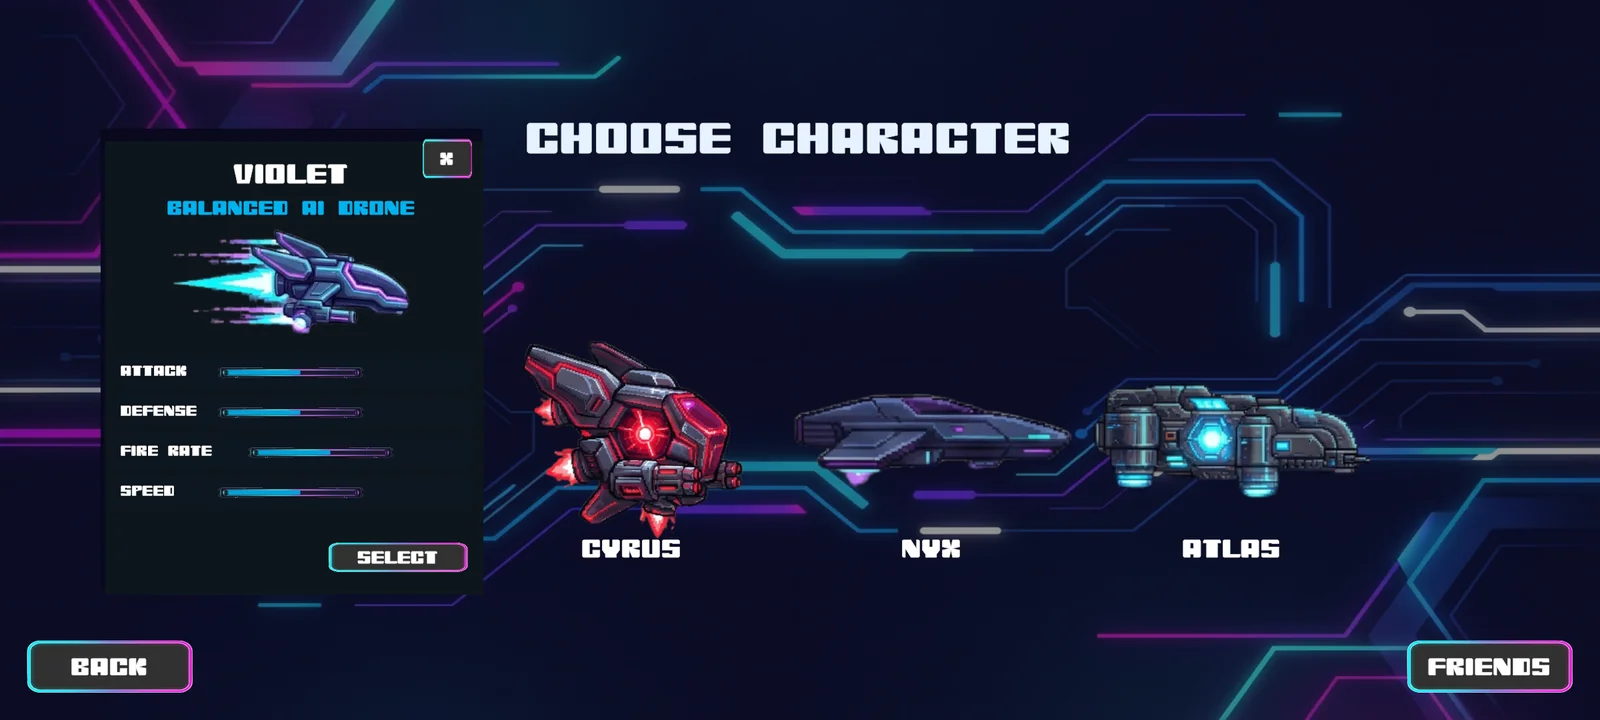 CHOOSE CHARACTER
X
VIOLET
BALANCED AI DRONE
ATTACK
DEFENSE
FIRE RATE
SPEED
SELECT
CYRUS
NYX
ATLAS
BACK
FRIENDS